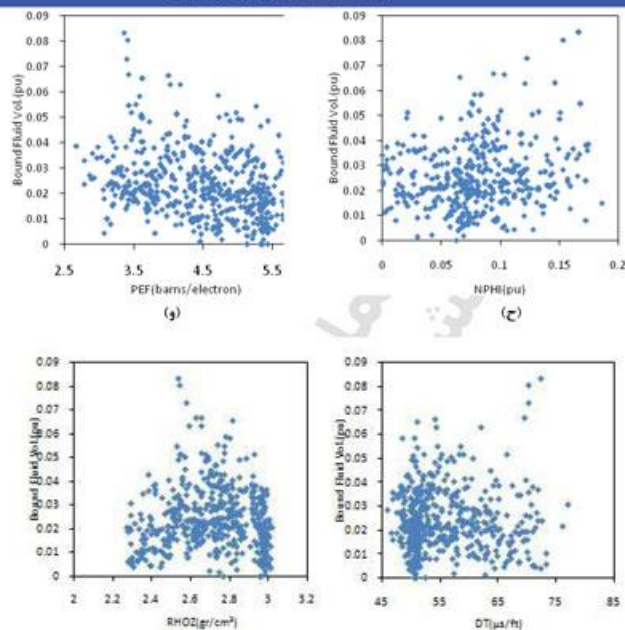 0.09
0.08
0.07
0.06
0.05
0.04
0.03
0.02
0.01
0
Bound Fluid Vol.(pu)
2.5 3.5 4.5 5.5
PEF(barns/electron)
(و)
0.09
0.08
0.07
0.06
0.05
0.04
0.03
0.02
0.01
0
Bound Fluid Vol.(pu)
0 0.05 0.1 0.15 0.2
NPHI(pu)
(ح)
0.09
0.08
0.07
0.06
0.05
0.04
0.03
0.02
0.01
0
Bound Fluid Vol.(pu)
2 2.2 2.4 2.6 2.8 3 3.2
RHOZ(gr/cm³)
0.09
0.08
0.07
0.06
0.05
0.04
0.03
0.02
0.01
0
Bound Fluid Vol.(pu)
45 55 65 75 85
DT(µs/ft)